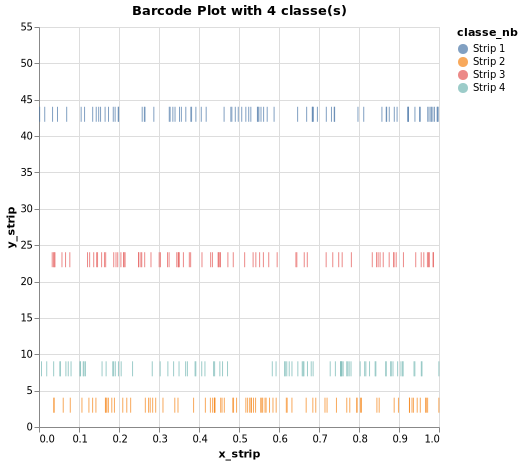 Barcode Plot with 4 classe(s)
classe_nb
Strip 1
Strip 2
Strip 3
Strip 4
y_strip
55
50
45
40
35
30
25
20
15
10
5
0
0.0 0.1 0.2 0.3 0.4 0.5 0.6 0.7 0.8 0.9 1.0
x_strip